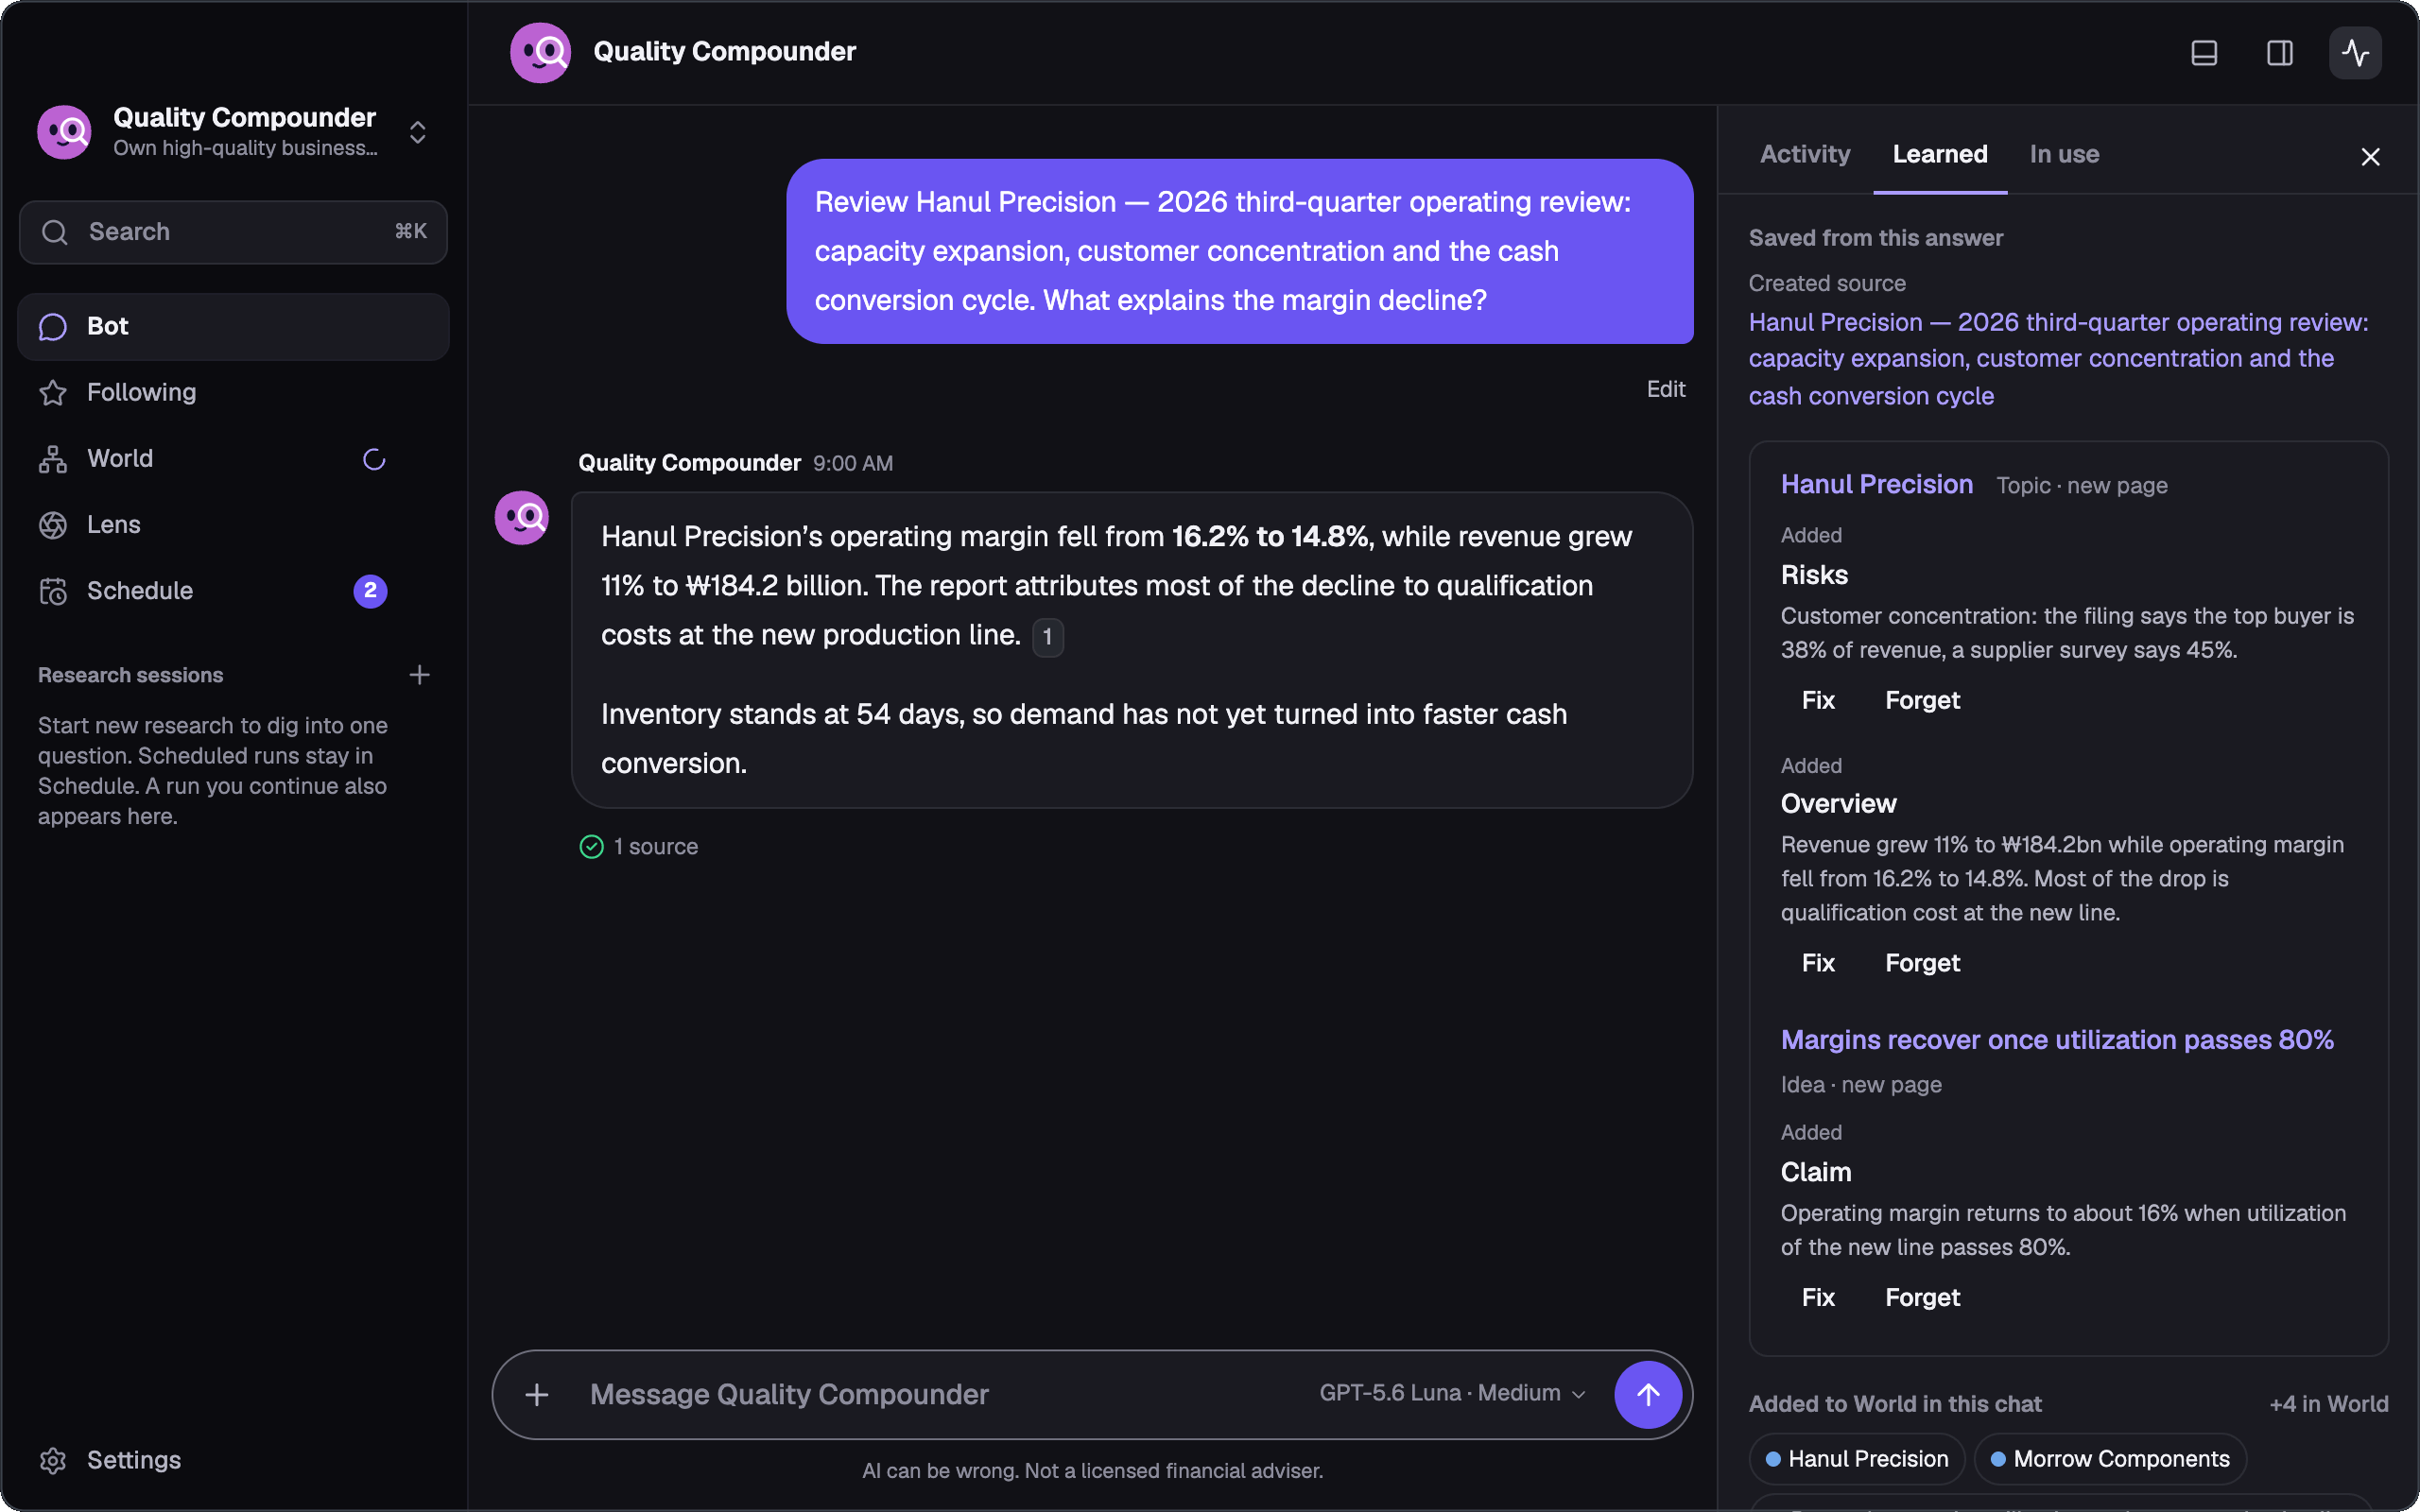 Quality Compounder
Own high-quality business...
Search
⌘K
Bot
Following
World
Lens
Schedule
2
Research sessions
Start new research to dig into one
question. Scheduled runs stay in
Schedule. A run you continue also
appears here.
Settings
Quality Compounder
Review Hanul Precision — 2026 third-quarter operating review:
capacity expansion, customer concentration and the cash
conversion cycle. What explains the margin decline?
Edit
Quality Compounder 9:00 AM
Hanul Precision’s operating margin fell from 16.2% to 14.8%, while revenue grew
11% to ₩184.2 billion. The report attributes most of the decline to qualification
costs at the new production line. 1
Inventory stands at 54 days, so demand has not yet turned into faster cash
conversion.
1 source
Message Quality Compounder
GPT-5.6 Luna · Medium
AI can be wrong. Not a licensed financial adviser.
Activity Learned In use
Saved from this answer
Created source
Hanul Precision — 2026 third-quarter operating review:
capacity expansion, customer concentration and the
cash conversion cycle
Hanul Precision Topic · new page
Added
Risks
Customer concentration: the filing says the top buyer is
38% of revenue, a supplier survey says 45%.
Fix Forget
Added
Overview
Revenue grew 11% to ₩184.2bn while operating margin
fell from 16.2% to 14.8%. Most of the drop is
qualification cost at the new line.
Fix Forget
Margins recover once utilization passes 80%
Idea · new page
Added
Claim
Operating margin returns to about 16% when utilization
of the new line passes 80%.
Fix Forget
Added to World in this chat
+4 in World
Hanul Precision
Morrow Components